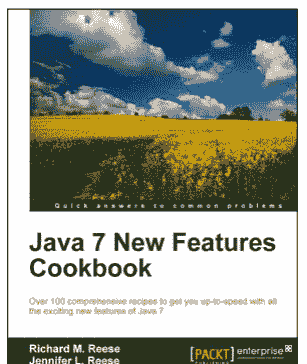 Quick answers to common problems
Java 7 New Features
Cookbook
Over 100 comprehensive recipes to get you up-to-speed with all
the exciting new features of Java 7
Richard M. Reese
Jennifer L. Reese
[PACKT] enterprise
PUBLISHING